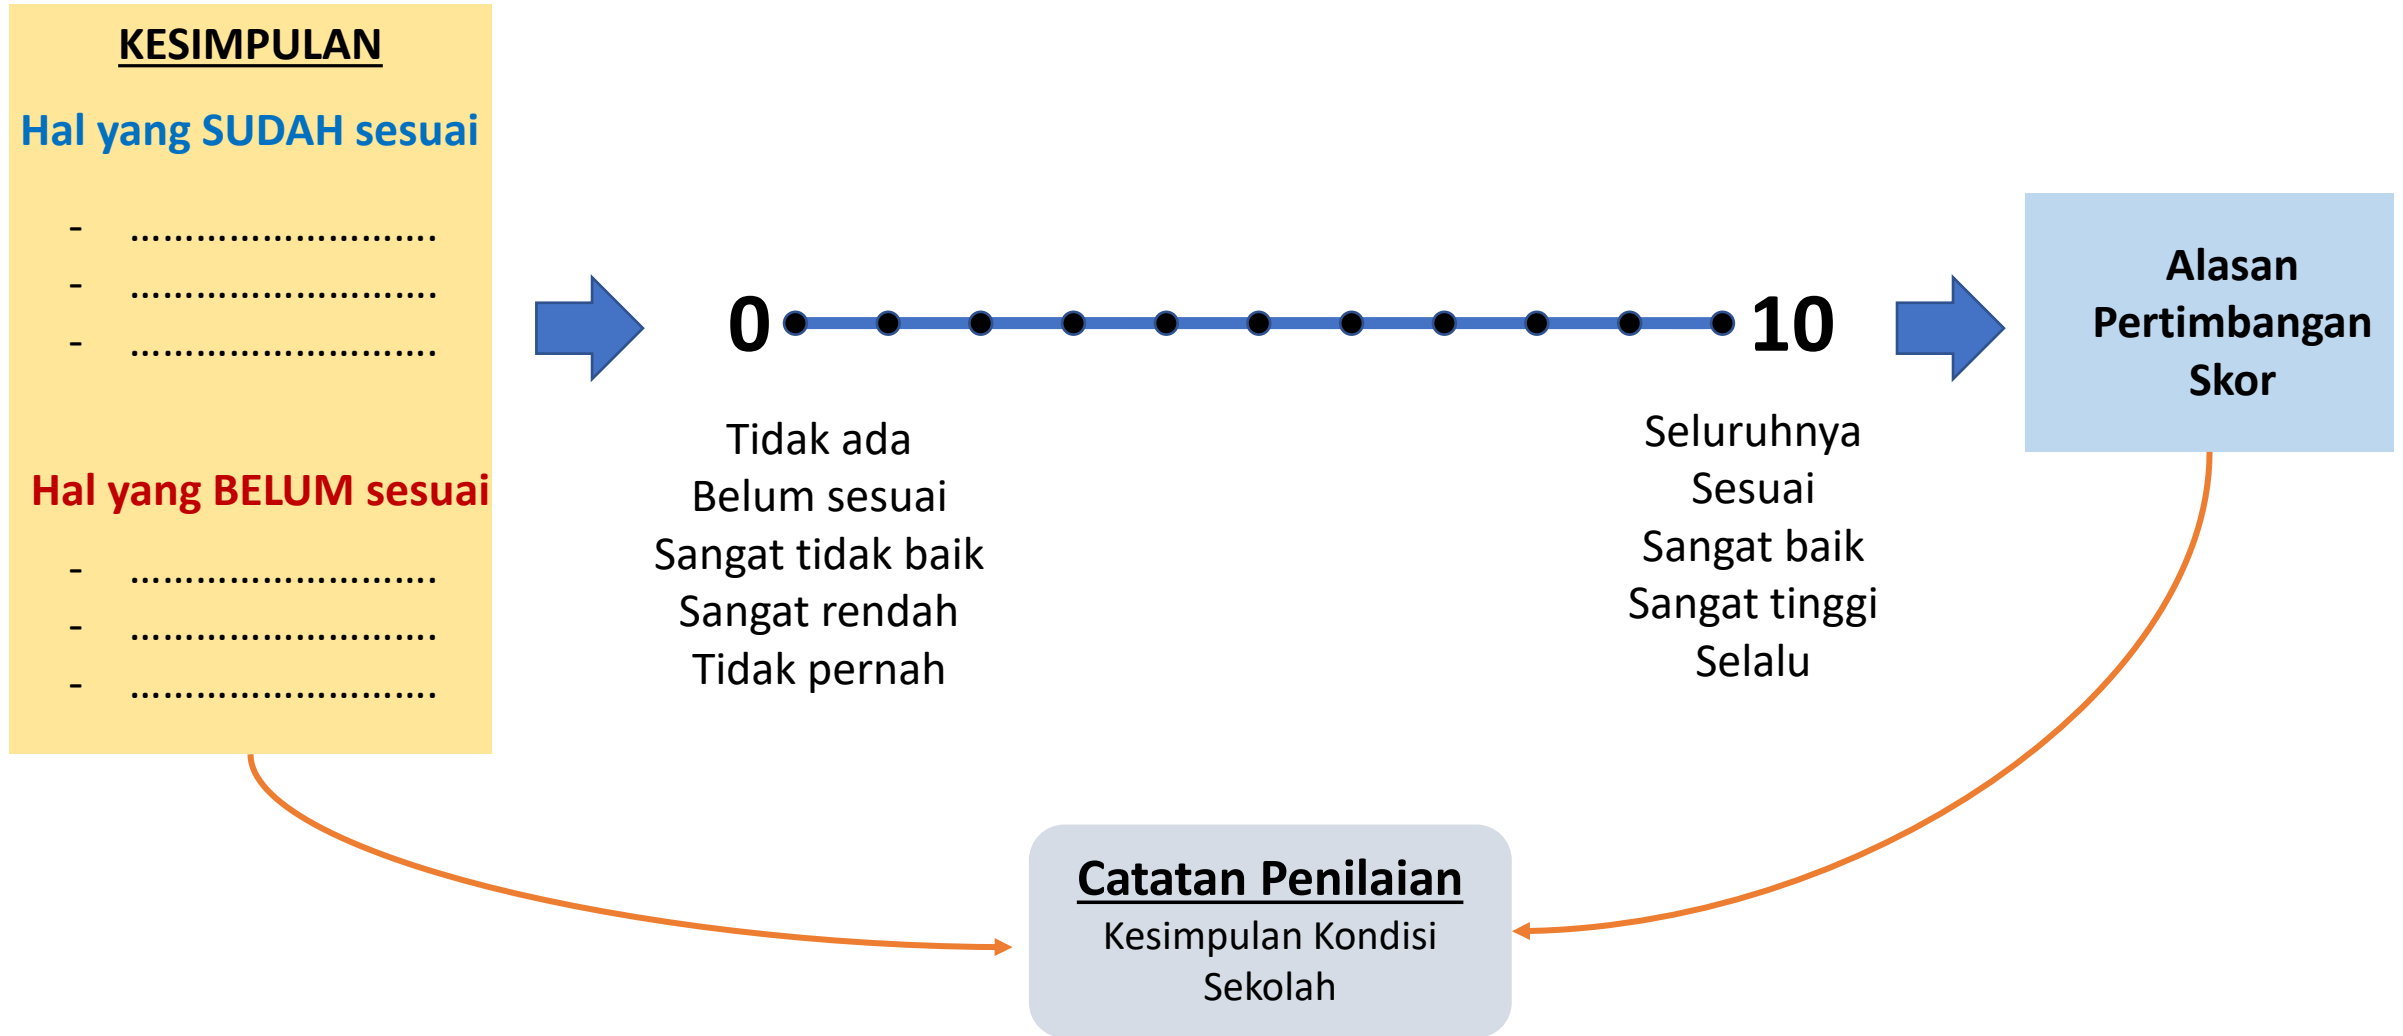 KESIMPULAN
Hal yang SUDAH sesuai
- ................................
- ................................
- ................................
Hal yang BELUM sesuai
- ................................
- ................................
- ................................
0
10
Tidak ada
Belum sesuai
Sangat tidak baik
Sangat rendah
Tidak pernah
Seluruhnya
Sesuai
Sangat baik
Sangat tinggi
Selalu
Alasan
Pertimbangan
Skor
Catatan Penilaian
Kesimpulan Kondisi
Sekolah